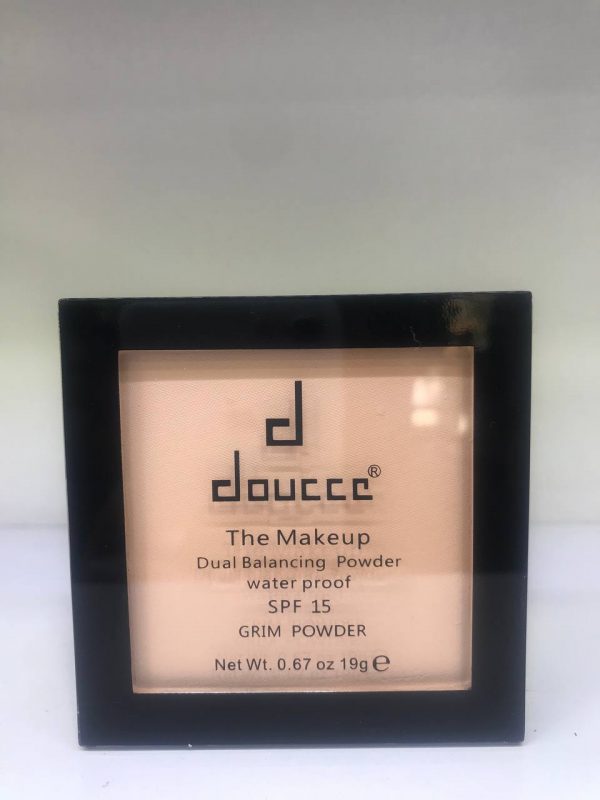 d
doucce®
The Makeup
Dual Balancing Powder
water proof
SPF 15
GRIM POWDER
Net Wt. 0.67 oz 19g ℮